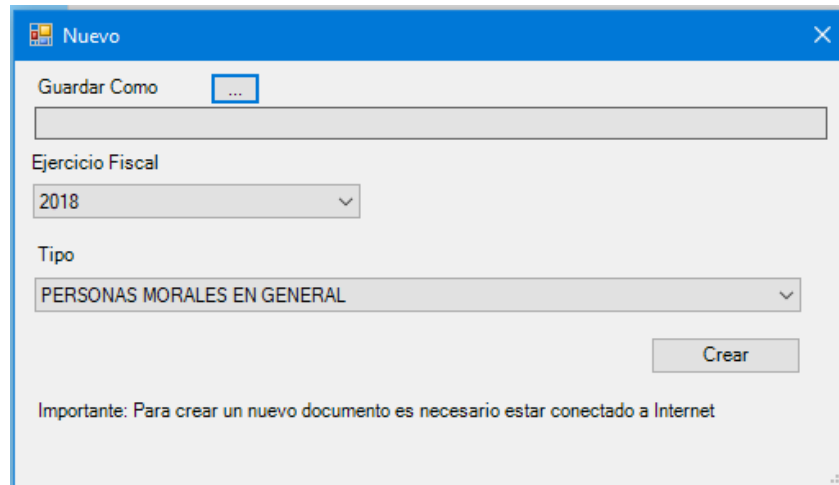 Nuevo
Guardar Como ...
Ejercicio Fiscal
2018
Tipo
PERSONAS MORALES EN GENERAL
Crear
Importante: Para crear un nuevo documento es necesario estar conectado a Internet